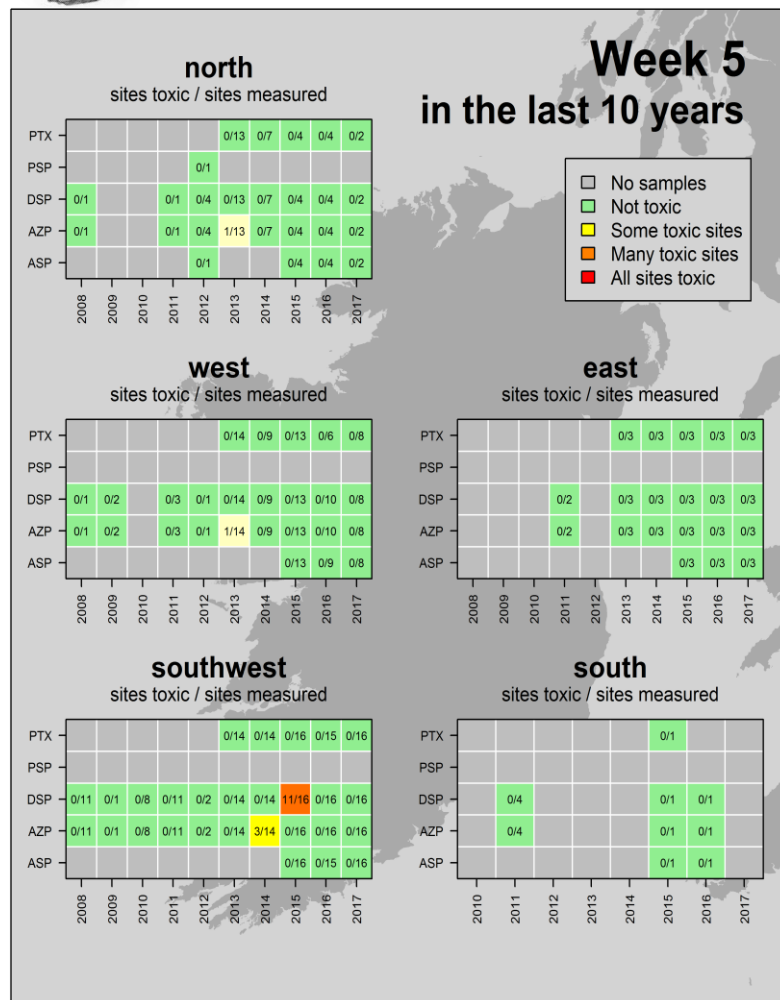 Week 5
in the last 10 years
No samples
Not toxic
Some toxic sites
Many toxic sites
All sites toxic
north
sites toxic / sites measured
PTX 0/13 0/7 0/4 0/4 0/2
PSP 0/1
DSP 0/1 0/1 0/4 0/13 0/7 0/4 0/4 0/2
AZP 0/1 0/1 0/4 1/13 0/7 0/4 0/4 0/2
ASP 0/1 0/4 0/4 0/2
2008 2009 2010 2011 2012 2013 2014 2015 2016 2017
west
sites toxic / sites measured
PTX 0/14 0/9 0/13 0/6 0/8
PSP
DSP 0/1 0/2 0/3 0/1 0/14 0/9 0/13 0/10 0/8
AZP 0/1 0/2 0/3 0/1 1/14 0/9 0/13 0/10 0/8
ASP 0/13 0/9 0/8
2008 2009 2010 2011 2012 2013 2014 2015 2016 2017
east
sites toxic / sites measured
PTX 0/3 0/3 0/3 0/3 0/3
PSP
DSP 0/2 0/3 0/3 0/3 0/3 0/3
AZP 0/2 0/3 0/3 0/3 0/3 0/3
ASP 0/3 0/3 0/3
2008 2009 2010 2011 2012 2013 2014 2015 2016 2017
southwest
sites toxic / sites measured
PTX 0/14 0/14 0/16 0/15 0/16
PSP
DSP 0/11 0/1 0/8 0/11 0/2 0/14 0/14 11/16 0/16 0/16
AZP 0/11 0/1 0/8 0/11 0/2 0/14 3/14 0/16 0/16 0/16
ASP 0/16 0/15 0/16
2008 2009 2010 2011 2012 2013 2014 2015 2016 2017
south
sites toxic / sites measured
PTX 0/1
PSP
DSP 0/4 0/1 0/1
AZP 0/4 0/1 0/1
ASP 0/1 0/1
2010 2011 2012 2013 2014 2015 2016 2017